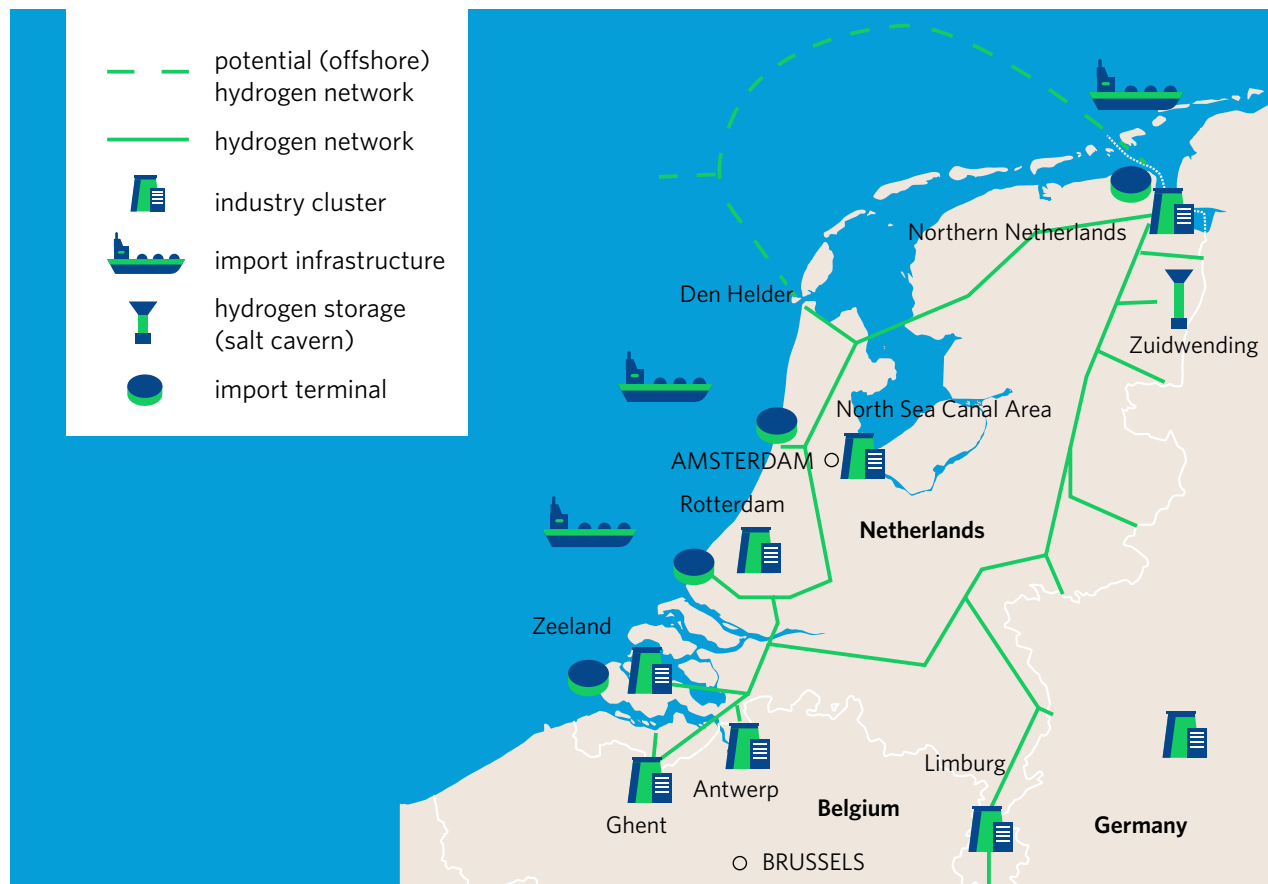 potential (offshore)
hydrogen network
hydrogen network
industry cluster
import infrastructure
hydrogen storage
(salt cavern)
import terminal
Northern Netherlands
Den Helder
Zuidwending
North Sea Canal Area
AMSTERDAM
Rotterdam
Netherlands
Zeeland
Limburg
Antwerp
Belgium
Ghent
Germany
BRUSSELS